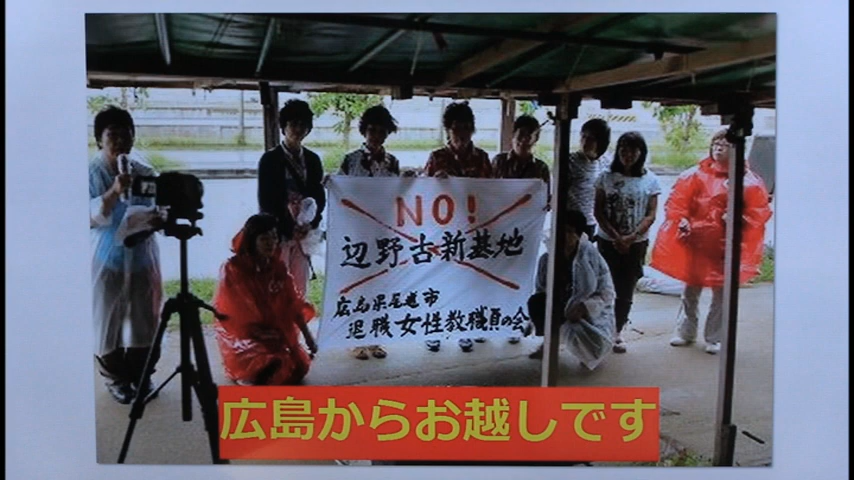 NO!
辺野古新基地
広島県尾道市
退職女性教職員の会
広島からお越しです